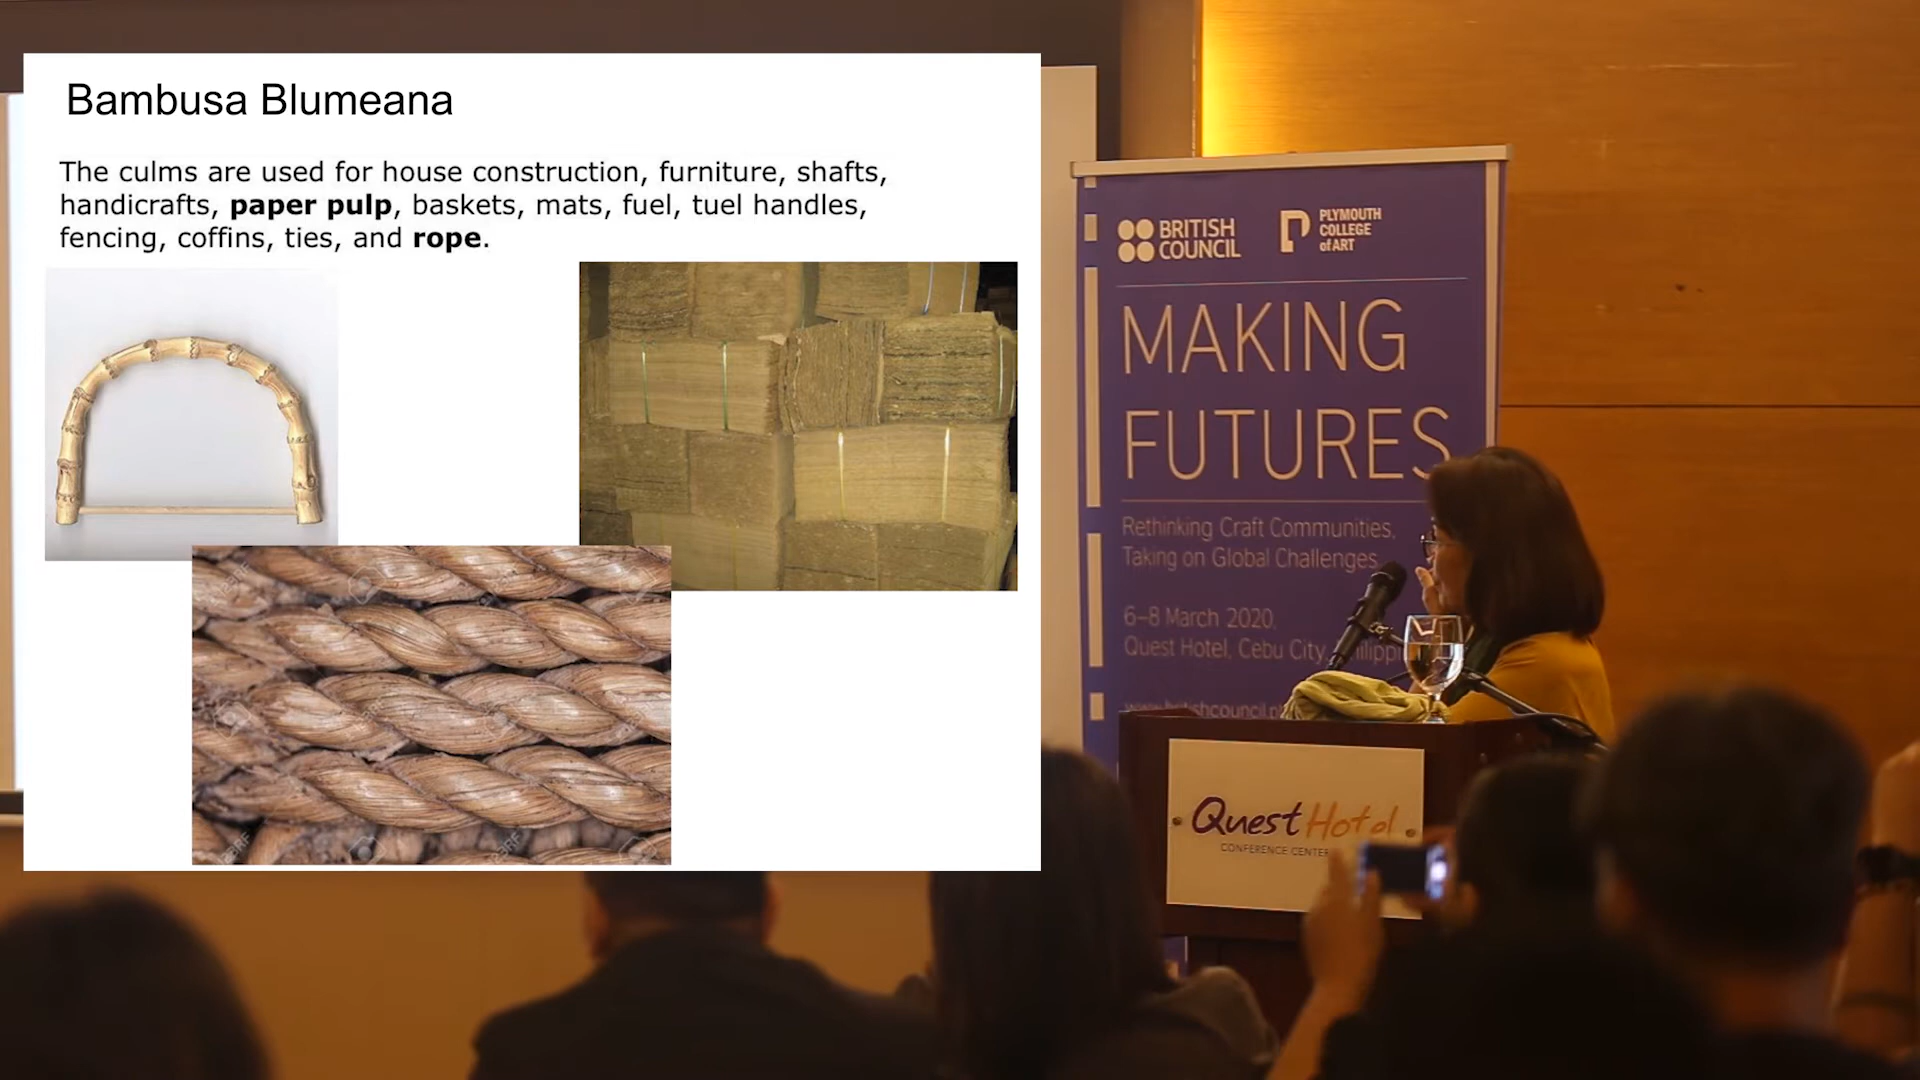 Bambusa Blumeana
The culms are used for house construction, furniture, shafts,
handicrafts, paper pulp, baskets, mats, fuel, tuel handles,
fencing, coffins, ties, and rope.
BRITISH
COUNCIL
PLYMOUTH
COLLEGE
of ART
MAKING
FUTURES
Rethinking Craft Communities,
Taking on Global Challenges
6–8 March 2020,
Quest Hotel, Cebu City,
Quest Hotel
CONFERENCE CENTER